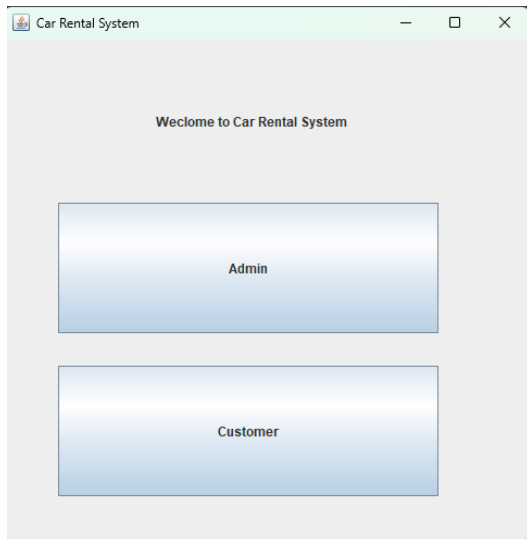 Car Rental System
Weclome to Car Rental System
Admin
Customer